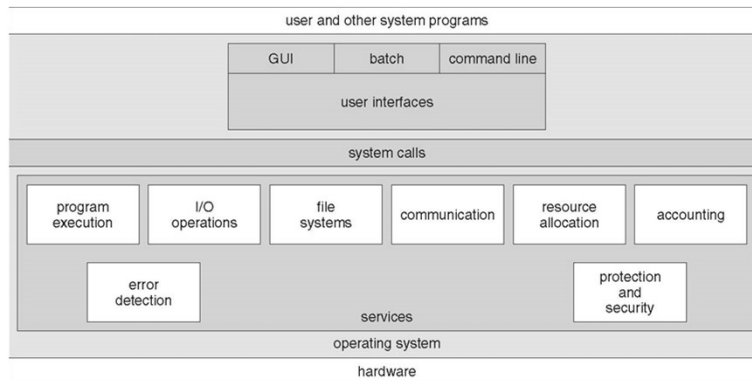 user and other system programs
GUI
batch
command line
user interfaces
system calls
program
execution
I/O
operations
file
systems
communication
resource
allocation
accounting
error
detection
protection
and
security
services
operating system
hardware